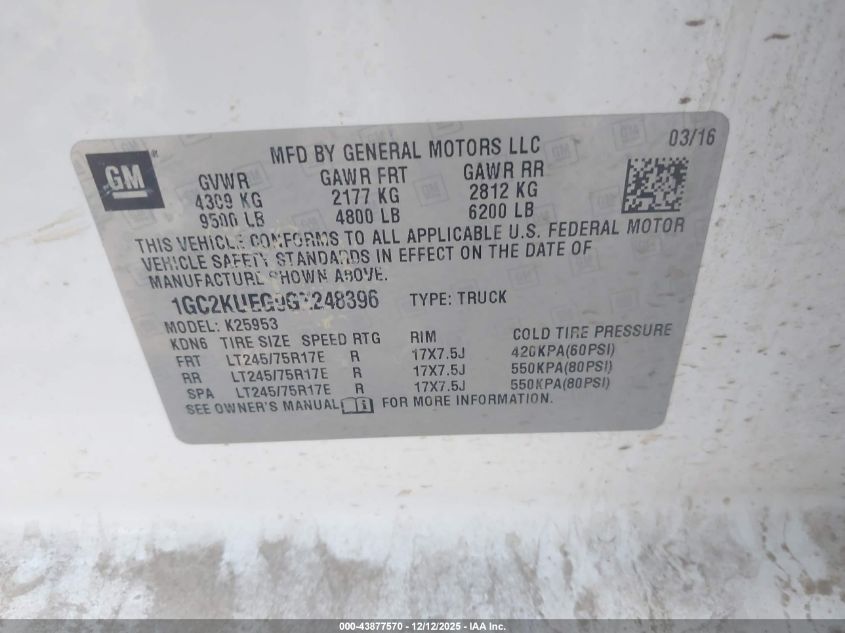 GM
MFD BY GENERAL MOTORS LLC
03/16
GVWR GAWR FRT GAWR RR
4309 KG 2177 KG 2812 KG
9500 LB 4800 LB 6200 LB
THIS VEHICLE CONFORMS TO ALL APPLICABLE U.S. FEDERAL MOTOR
VEHICLE SAFETY STANDARDS IN EFFECT ON THE DATE OF
MANUFACTURE SHOWN ABOVE.
TYPE: TRUCK
MODEL: K25953
KDN6 TIRE SIZE SPEED RTG RIM COLD TIRE PRESSURE
FRT LT245/75R17E R 17X7.5J 420KPA(60PSI)
RR LT245/75R17E R 17X7.5J 550KPA(80PSI)
SPA LT245/75R17E R 17X7.5J 550KPA(80PSI)
SEE OWNER'S MANUAL FOR MORE INFORMATION.
000-43877570 - 12/12/2025 - IAA Inc.